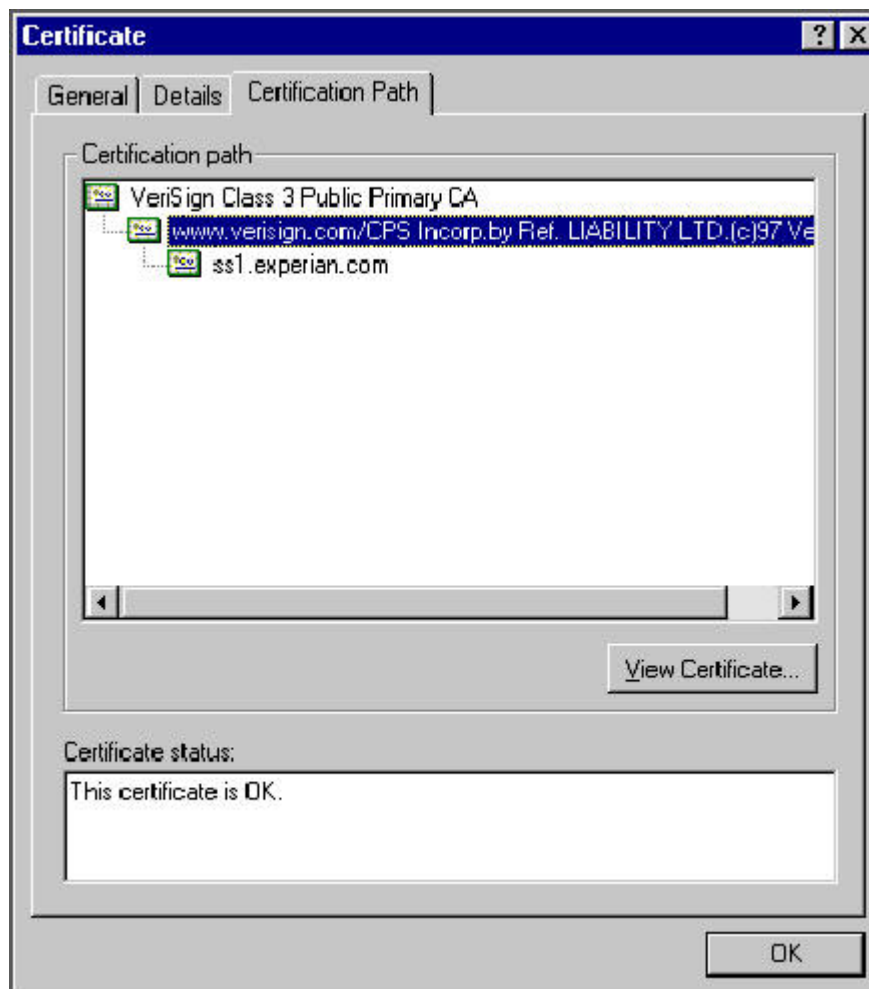 Certificate
General Details Certification Path
Certification path
VeriSign Class 3 Public Primary CA
www.verisign.com/CPS Incorp.by Ref. LIABILITY LTD.(c)97 Ve
ss1.experian.com
View Certificate...
Certificate status:
This certificate is OK.
OK